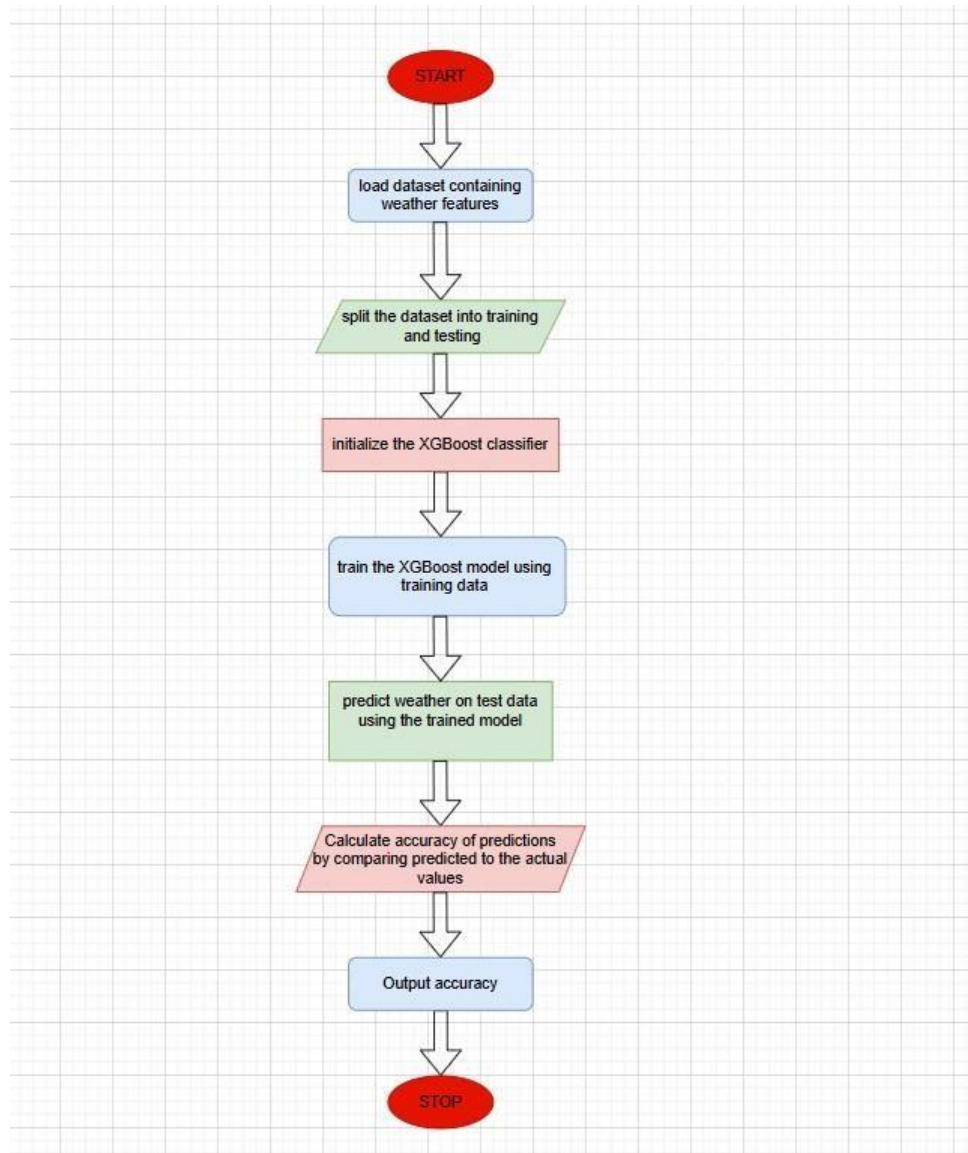 START
load dataset containing
weather features
split the dataset into training
and testing
initialize the XGBoost classifier
train the XGBoost model using
training data
predict weather on test data
using the trained model
Calculate accuracy of predictions
by comparing predicted to the actual
values
Output accuracy
STOP